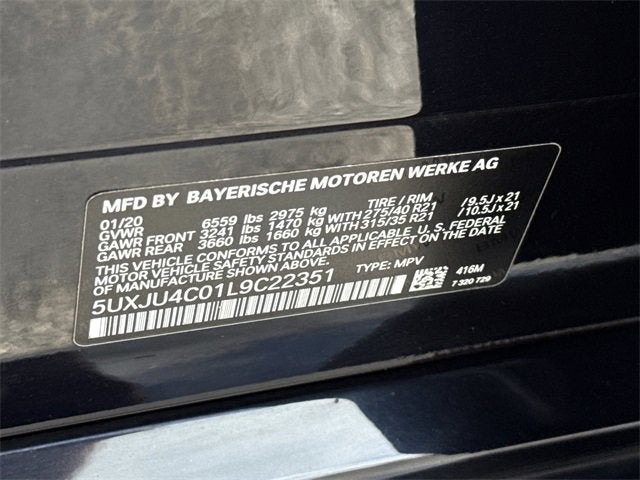 MFD BY BAYERISCHE MOTOREN WERKE AG
01/20 TIRE / RIM
GVWR 6559 lbs 2975 kg
GAWR FRONT 3241 lbs 1470 kg WITH 275/40 R21 /9.5J x 21
GAWR REAR 3660 lbs 1660 kg WITH 315/35 R21 /10.5J x 21
THIS VEHICLE CONFORMS TO ALL APPLICABLE U. S. FEDERAL
MOTOR VEHICLE SAFETY STANDARDS IN EFFECT ON THE DATE
OF MANUFACTURE SHOWN ABOVE.
5UXJU4C01L9C22351 TYPE: MPV 416M
7 320 729